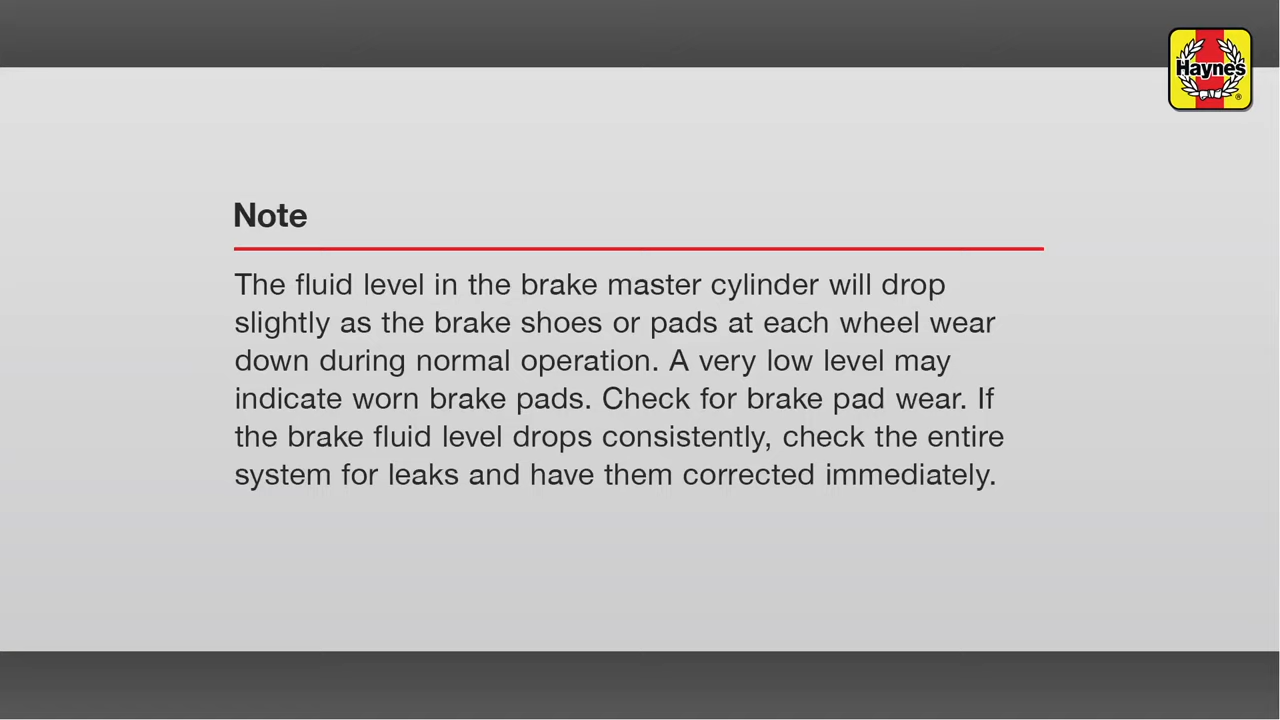 Haynes
Note
The fluid level in the brake master cylinder will drop
slightly as the brake shoes or pads at each wheel wear
down during normal operation. A very low level may
indicate worn brake pads. Check for brake pad wear. If
the brake fluid level drops consistently, check the entire
system for leaks and have them corrected immediately.